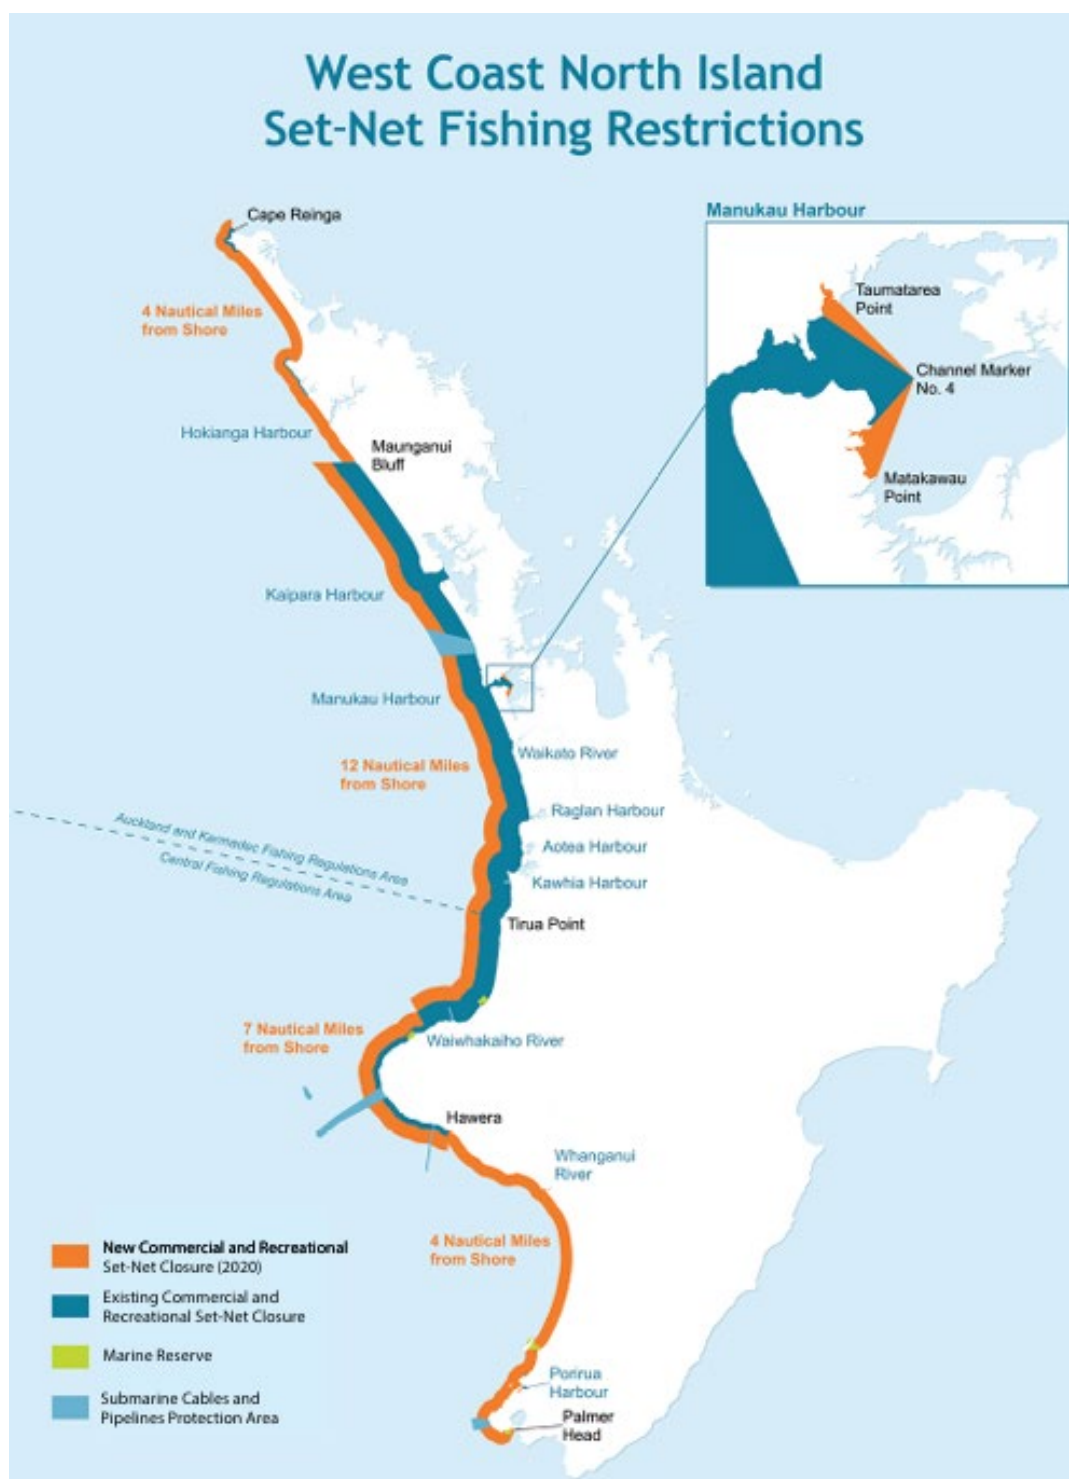 West Coast North Island
Set-Net Fishing Restrictions
Cape Reinga
4 Nautical Miles
from Shore
Hokianga Harbour
Maunganui
Bluff
Kaipara Harbour
Manukau Harbour
12 Nautical Miles
from Shore
Waikato River
Raglan Harbour
Aotea Harbour
Kawhia Harbour
Auckland and Kermadec Fishing Regulations Area
Central Fishing Regulations Area
Tirua Point
7 Nautical Miles
from Shore
Waiwhakaiho River
Hawera
Whanganui
River
4 Nautical Miles
from Shore
Porirua
Harbour
Palmer
Head
Manukau Harbour
Taumatarea
Point
Channel Marker
No. 4
Matakawau
Point
New Commercial and Recreational
Set-Net Closure (2020)
Existing Commercial and
Recreational Set-Net Closure
Marine Reserve
Submarine Cables and
Pipelines Protection Area